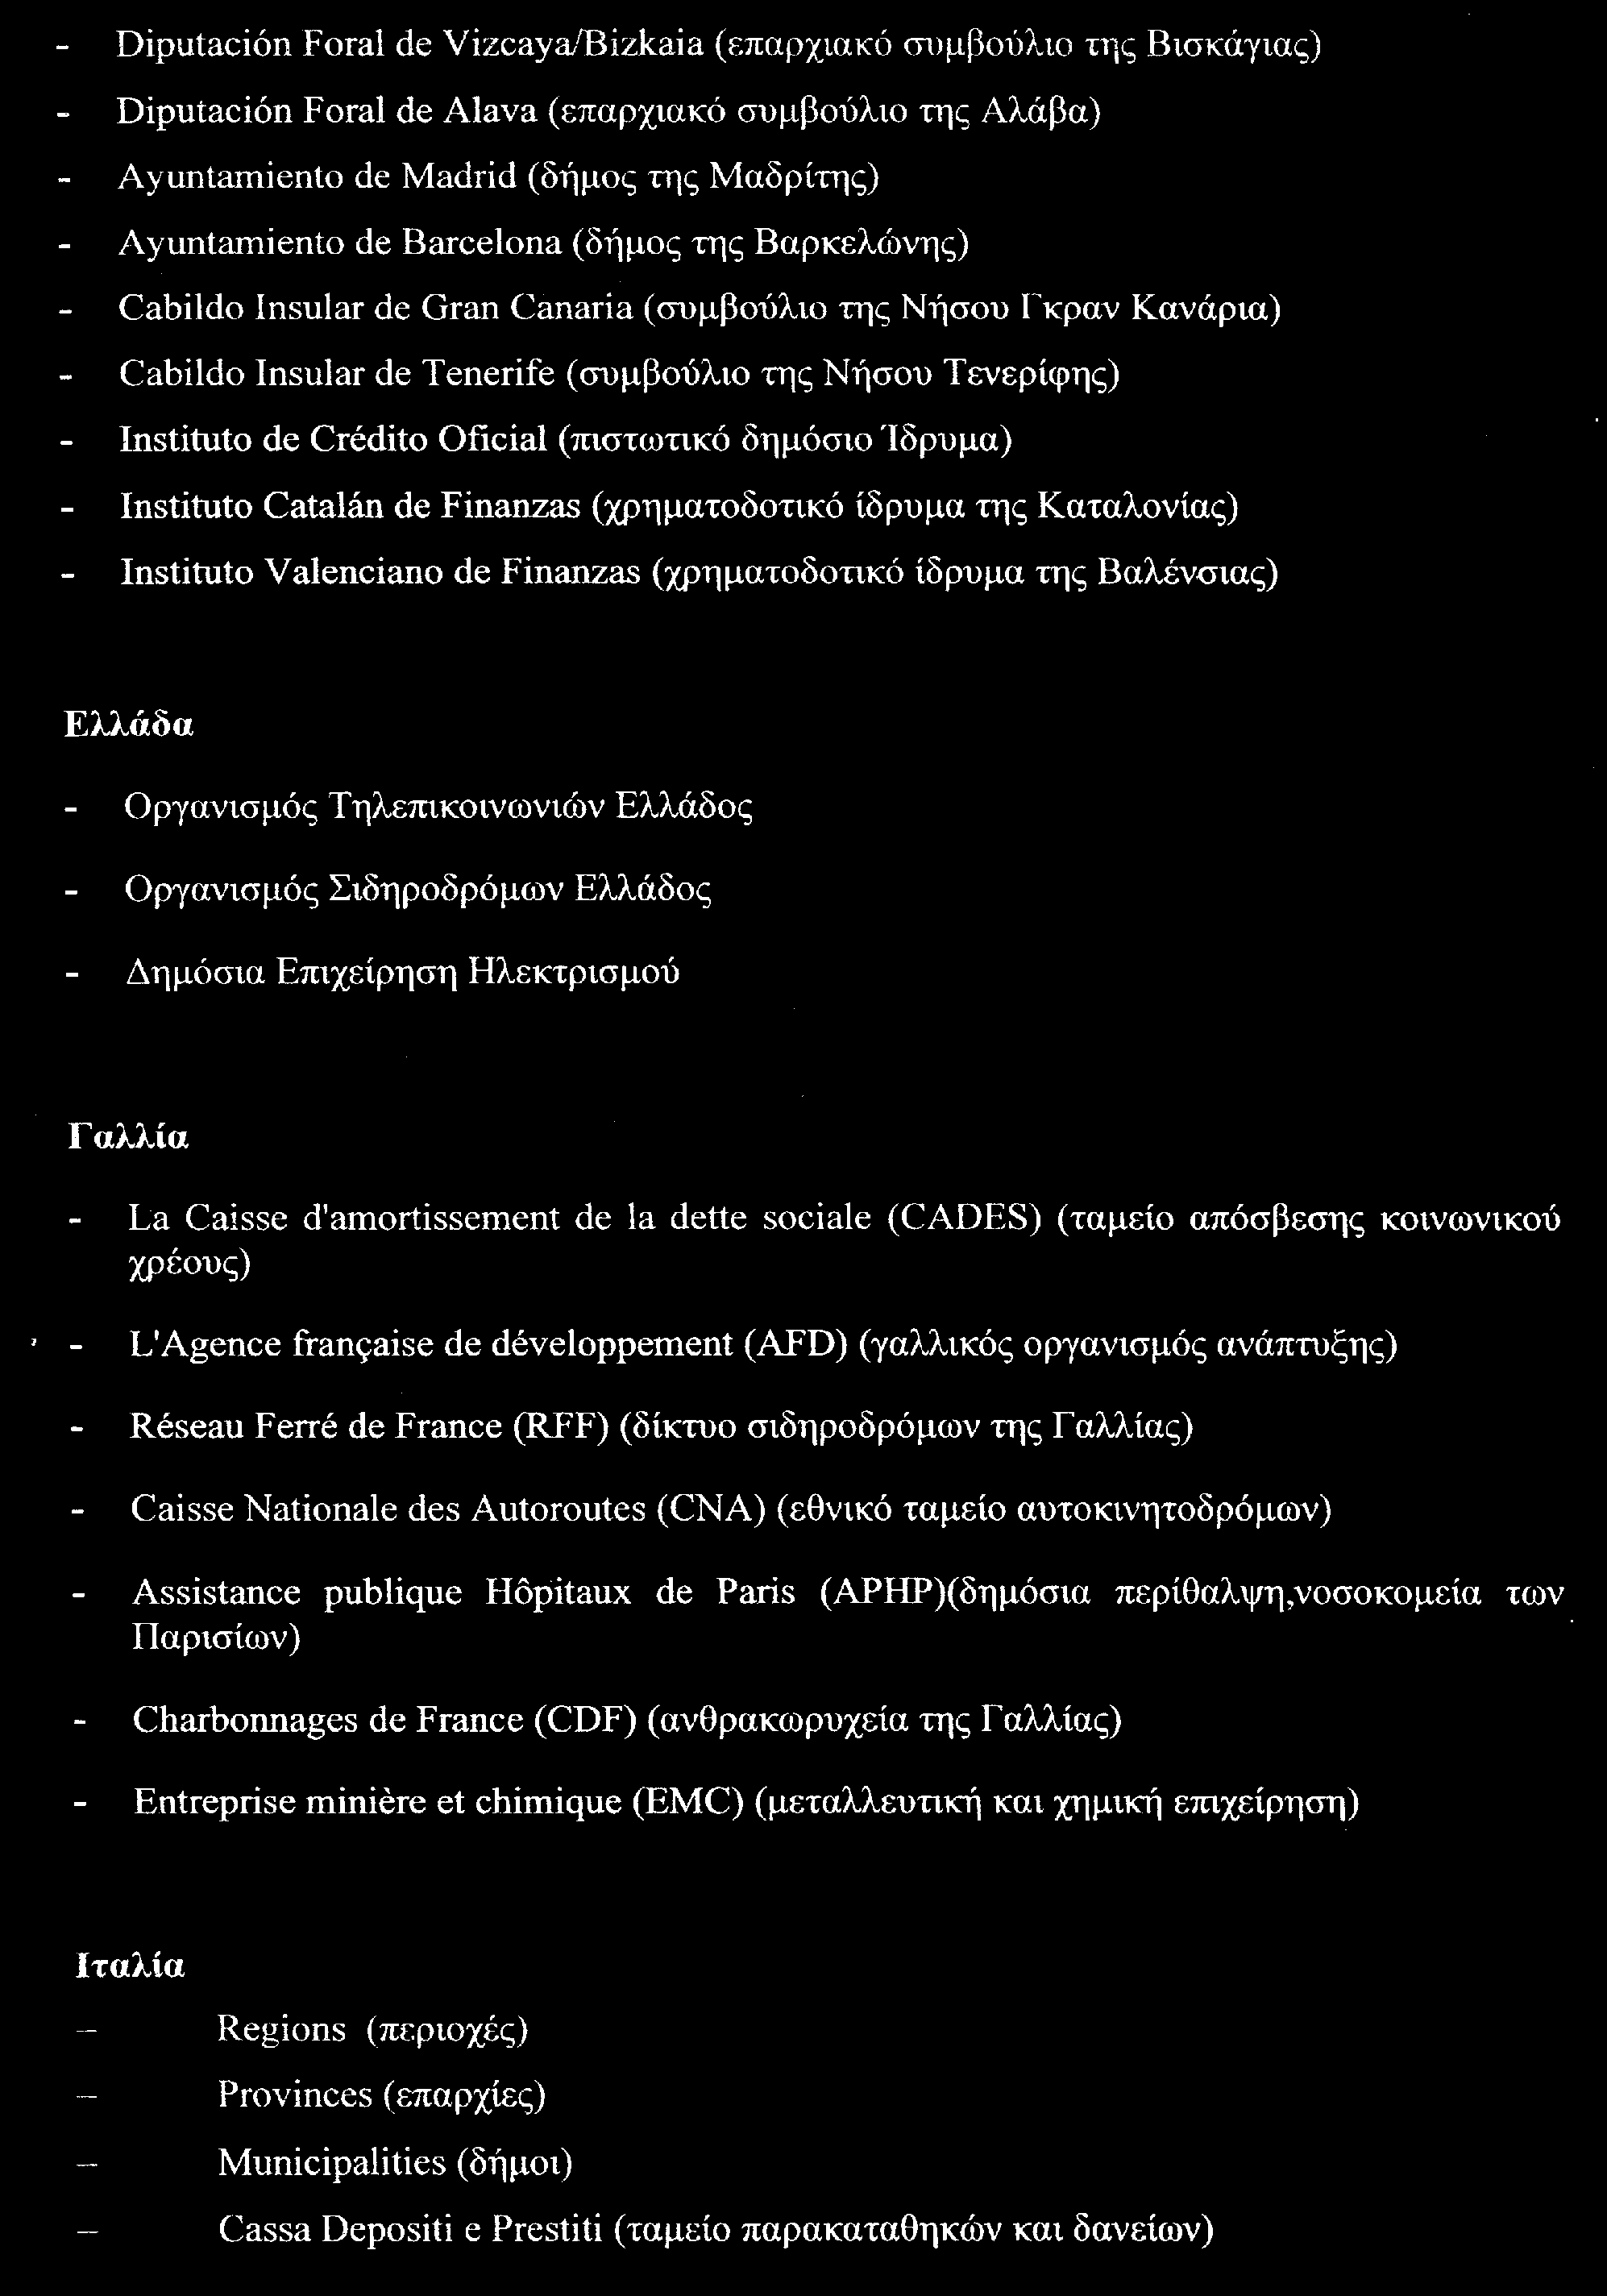 - Diputación Foral de Vizcaya/Bizkaia (επαρχιακό συμβούλιο της Βισκάγιας)
- Diputación Foral de Alava (επαρχιακό συμβούλιο της Αλάβα)
- Ayuntamiento de Madrid (δήμος της Μαδρίτης)
- Ayuntamiento de Barcelona (δήμος της Βαρκελώνης)
- Cabildo Insular de Gran Canaria (συμβούλιο της Νήσου Γκραν Κανάρια)
- Cabildo Insular de Tenerife (συμβούλιο της Νήσου Τενερίφης)
- Instituto de Crédito Oficial (πιστωτικό δημόσιο Ίδρυμα)
- Instituto Catalán de Finanzas (χρηματοδοτικό ίδρυμα της Καταλονίας)
- Instituto Valenciano de Finanzas (χρηματοδοτικό ίδρυμα της Βαλένσιας)
Ελλάδα
- Οργανισμός Τηλεπικοινωνιών Ελλάδος
- Οργανισμός Σιδηροδρόμων Ελλάδος
- Δημόσια Επιχείρηση Ηλεκτρισμού
Γαλλία
- La Caisse d'amortissement de la dette sociale (CADES) (ταμείο απόσβεσης κοινωνικού
χρέους)
- L'Agence française de développement (AFD) (γαλλικός οργανισμός ανάπτυξης)
- Réseau Ferré de France (RFF) (δίκτυο σιδηροδρόμων της Γαλλίας)
- Caisse Nationale des Autoroutes (CNA) (εθνικό ταμείο αυτοκινητοδρόμων)
- Assistance publique Hôpitaux de Paris (APHP)(δημόσια περίθαλψη,νοσοκομεία των
Παρισίων)
- Charbonnages de France (CDF) (ανθρακωρυχεία της Γαλλίας)
- Entreprise minière et chimique (EMC) (μεταλλευτική και χημική επιχείρηση)
Ιταλία
– Regions (περιοχές)
– Provinces (επαρχίες)
– Municipalities (δήμοι)
– Cassa Depositi e Prestiti (ταμείο παρακαταθηκών και δανείων)